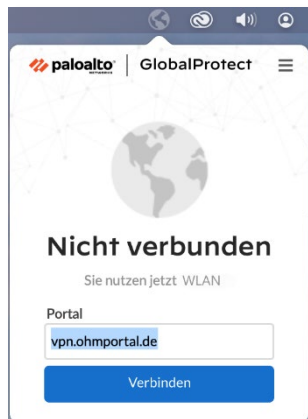 paloalto NETWORKS GlobalProtect
Nicht verbunden
Sie nutzen jetzt WLAN
Portal
vpn.ohmportal.de
Verbinden